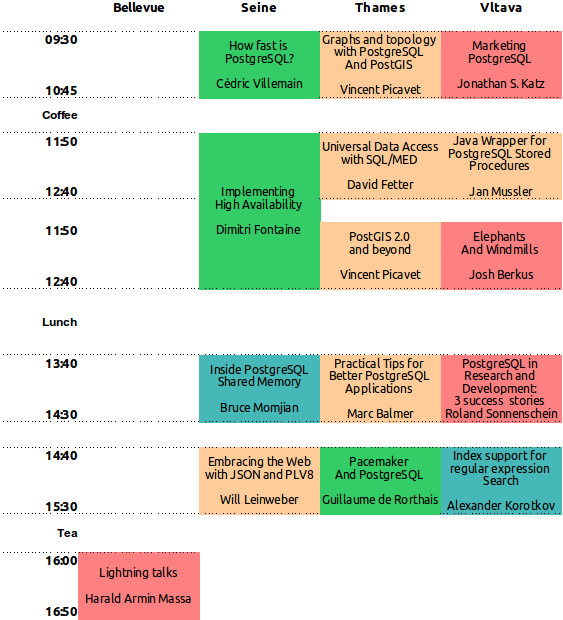 Bellevue Seine Thames Vltava
09:30
How fast is
PostgreSQL?
Cédric Villemain
Graphs and topology
with PostgreSQL
And PostGIS
Vincent Picavet
Marketing
PostgreSQL
Jonathan S. Katz
10:45
Coffee
11:50
Implementing
High Availability
Dimitri Fontaine
Universal Data Access
with SQL/MED
David Fetter
Java Wrapper for
PostgreSQL Stored
Procedures
Jan Mussler
12:40
11:50
PostGIS 2.0
and beyond
Vincent Picavet
Elephants
And Windmills
Josh Berkus
12:40
Lunch
13:40
Inside PostgreSQL
Shared Memory
Bruce Momjian
Practical Tips for
Better PostgreSQL
Applications
Marc Balmer
PostgreSQL in
Research and
Development:
3 success stories
Roland Sonnenschein
14:30
14:40
Embracing the Web
with JSON and PLV8
Will Leinweber
Pacemaker
And PostgreSQL
Guillaume de Rorthais
Index support for
regular expression
Search
Alexander Korotkov
15:30
Tea
16:00
Lightning talks
Harald Armin Massa
16:50